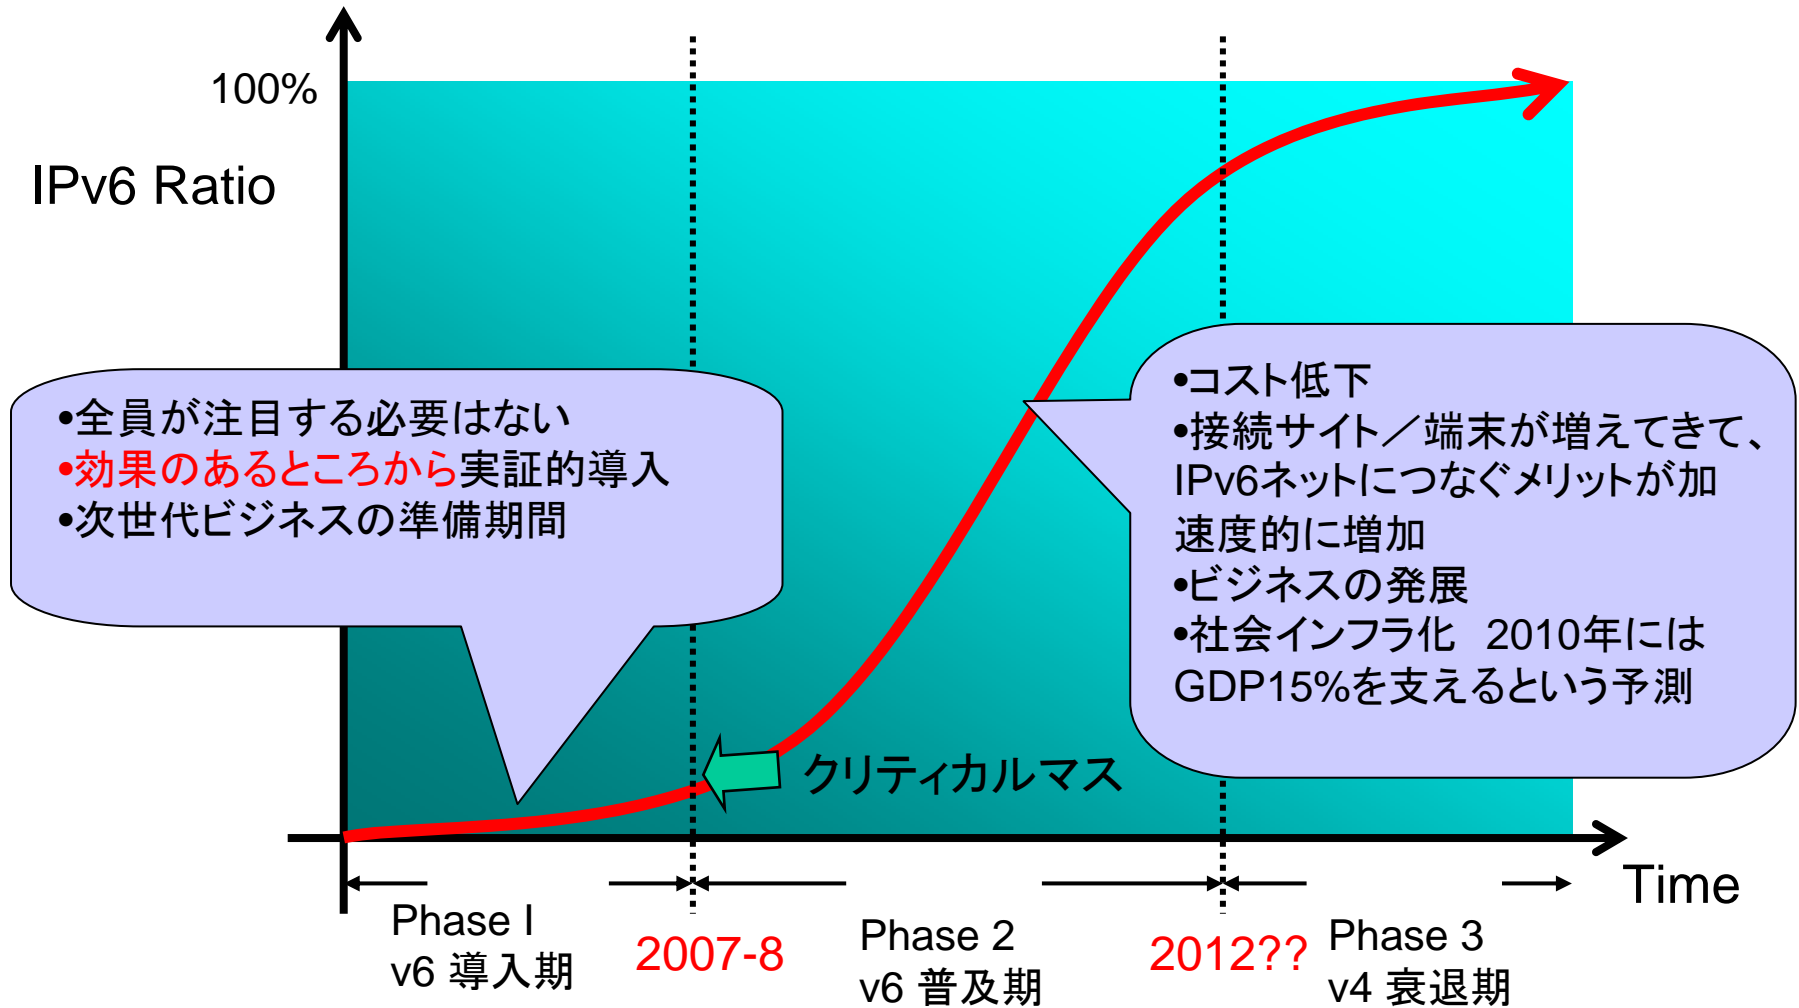 100%
IPv6 Ratio
•全員が注目する必要はない
•効果のあるところから実証的導入
•次世代ビジネスの準備期間
•コスト低下
•接続サイト／端末が増えてきて、
IPv6ネットにつなぐメリットが加
速度的に増加
•ビジネスの発展
•社会インフラ化　2010年には
GDP15%を支えるという予測
クリティカルマス
Time
Phase I
v6 導入期
2007-8
Phase 2
v6 普及期
2012??
Phase 3
v4 衰退期